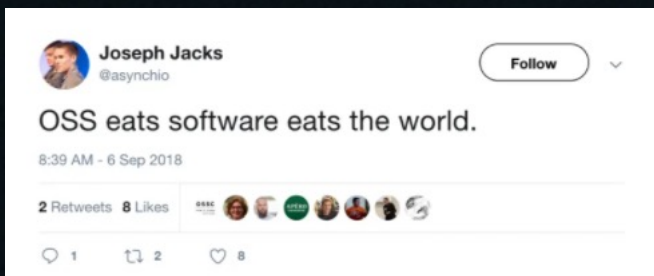 Joseph Jacks
@asynchio
Follow
OSS eats software eats the world.
8:39 AM - 6 Sep 2018
2 Retweets 8 Likes
OSSC
1 2 8